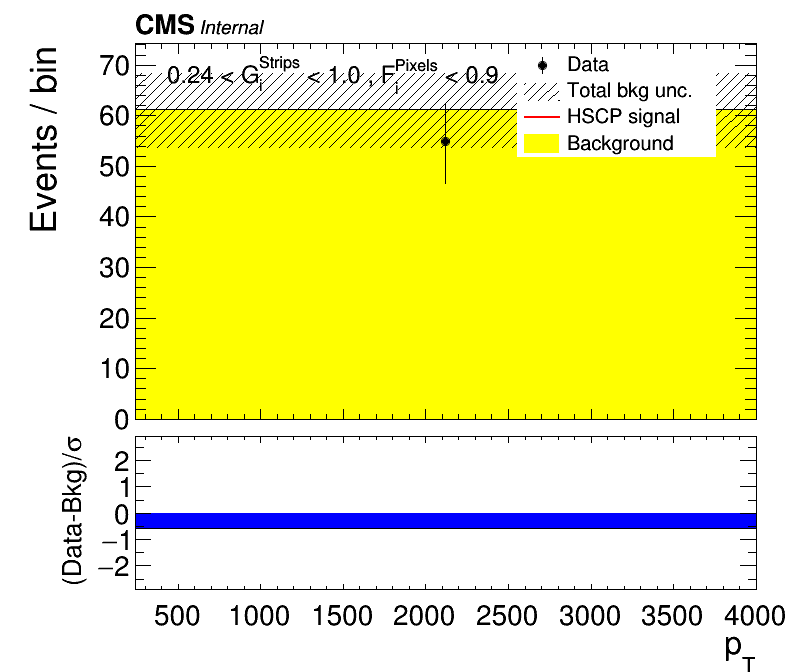 CMS Internal
Events / bin
70
60
50
40
30
20
10
0
0.24 < G_i^Strips < 1.0 , F_i^Pixels < 0.9
Data
Total bkg unc.
HSCP signal
Background
(Data-Bkg)/σ
2
1
0
−1
−2
500 1000 1500 2000 2500 3000 3500 4000
p_T